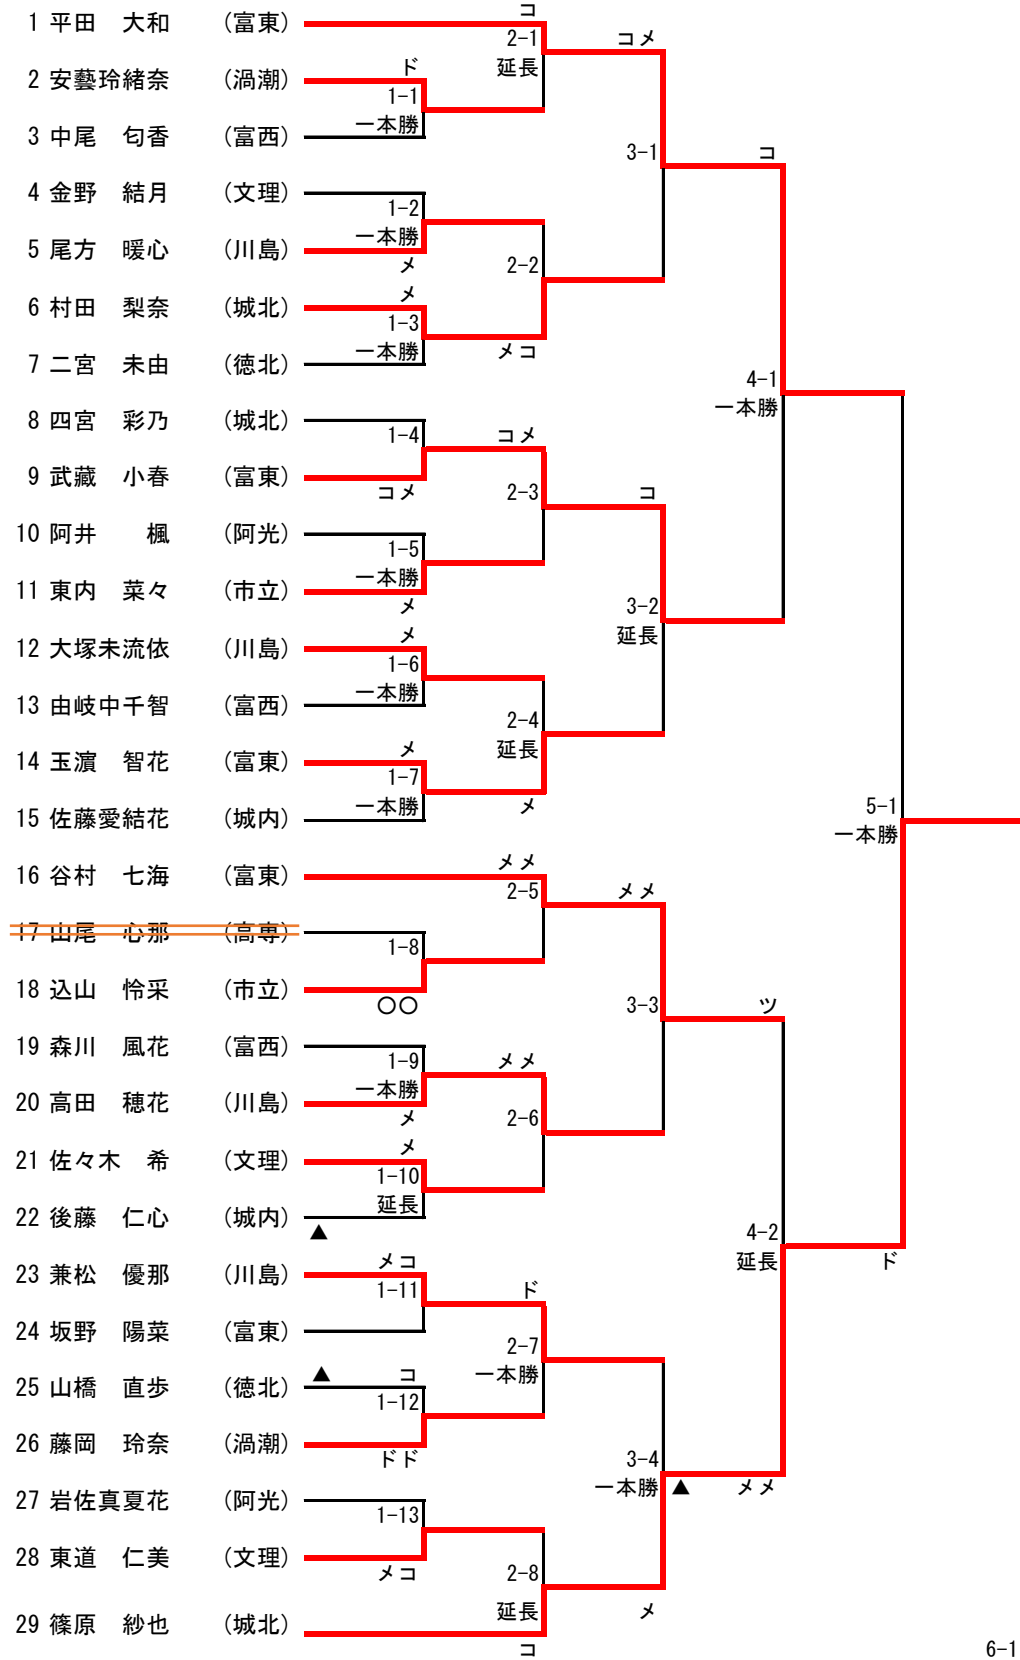 コ
1 平田　大和　（富東）
2-1
コメ
延長
ド
2 安藝玲緒奈　（渦潮）
1-1
一本勝
3 中尾　匂香　（富西）
3-1
コ
4 金野　結月　（文理）
1-2
一本勝
5 尾方　暖心　（川島）
メ
2-2
メ
6 村田　梨奈　（城北）
1-3
一本勝
メコ
7 二宮　未由　（徳北）
4-1
一本勝
8 四宮　彩乃　（城北）
1-4
コメ
9 武藏　小春　（富東）
コメ
2-3
コ
10 阿井　　楓　（阿光）
1-5
一本勝
11 東内　菜々　（市立）
メ
3-2
延長
メ
12 大塚未流依　（川島）
1-6
一本勝
13 由岐中千智　（富西）
2-4
延長
メ
14 玉濵　智花　（富東）
1-7
一本勝
メ
15 佐藤愛結花　（城内）
5-1
一本勝
メメ
16 谷村　七海　（富東）
2-5
メメ
17 山尾　心那　（高専）
1-8
18 込山　怜采　（市立）
〇〇
3-3
ツ
19 森川　風花　（富西）
1-9
メメ
一本勝
20 高田　穂花　（川島）
メ
2-6
メ
21 佐々木　希　（文理）
1-10
延長
22 後藤　仁心　（城内）
▲
4-2
延長
ド
メコ
23 兼松　優那　（川島）
1-11
ド
24 坂野　陽菜　（富東）
2-7
一本勝
▲
コ
25 山橋　直歩　（徳北）
1-12
26 藤岡　玲奈　（渦潮）
ドド
3-4
一本勝
▲
メメ
27 岩佐真夏花　（阿光）
1-13
28 東道　仁美　（文理）
メコ
2-8
延長
メ
29 篠原　紗也　（城北）
コ
6-1